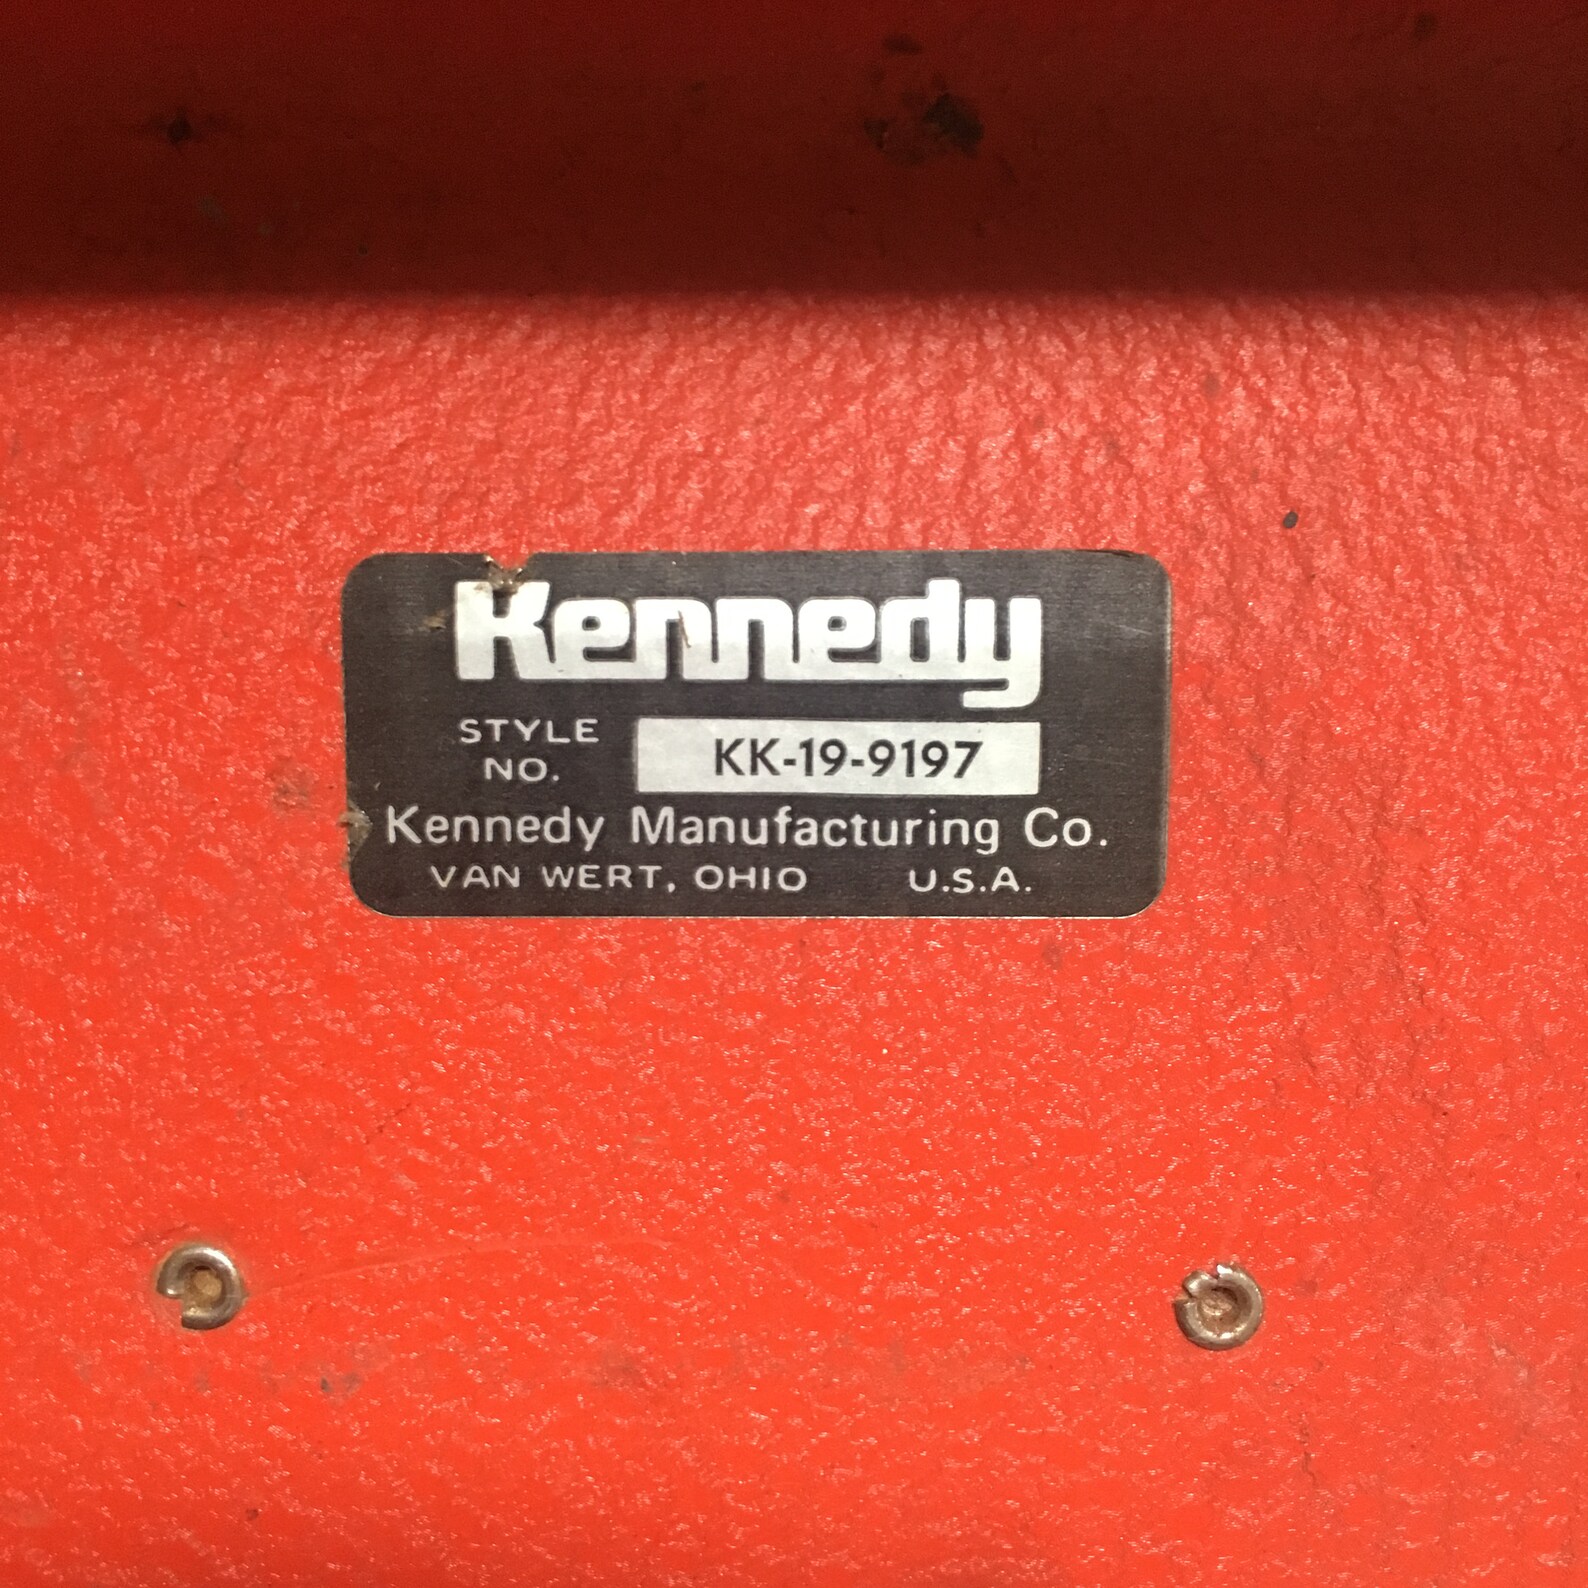 Kennedy
STYLE NO. KK-19-9197
Kennedy Manufacturing Co.
VAN WERT, OHIO U.S.A.